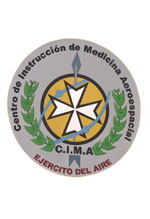 Centro de Instrucción de Medicina Aeroespacial
C.I.M.A
EJERCITO DEL AIRE